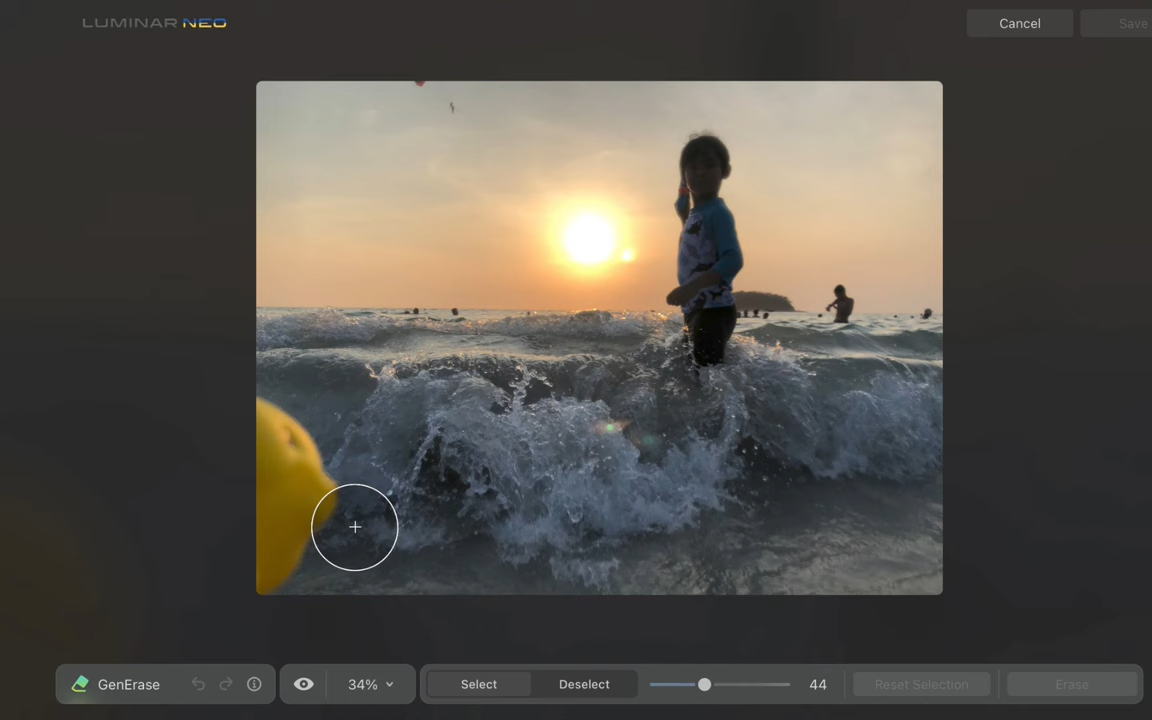 LUMINAR NEO
Cancel
Save
GenErase
34%
Select
Deselect
44
Reset Selection
Erase